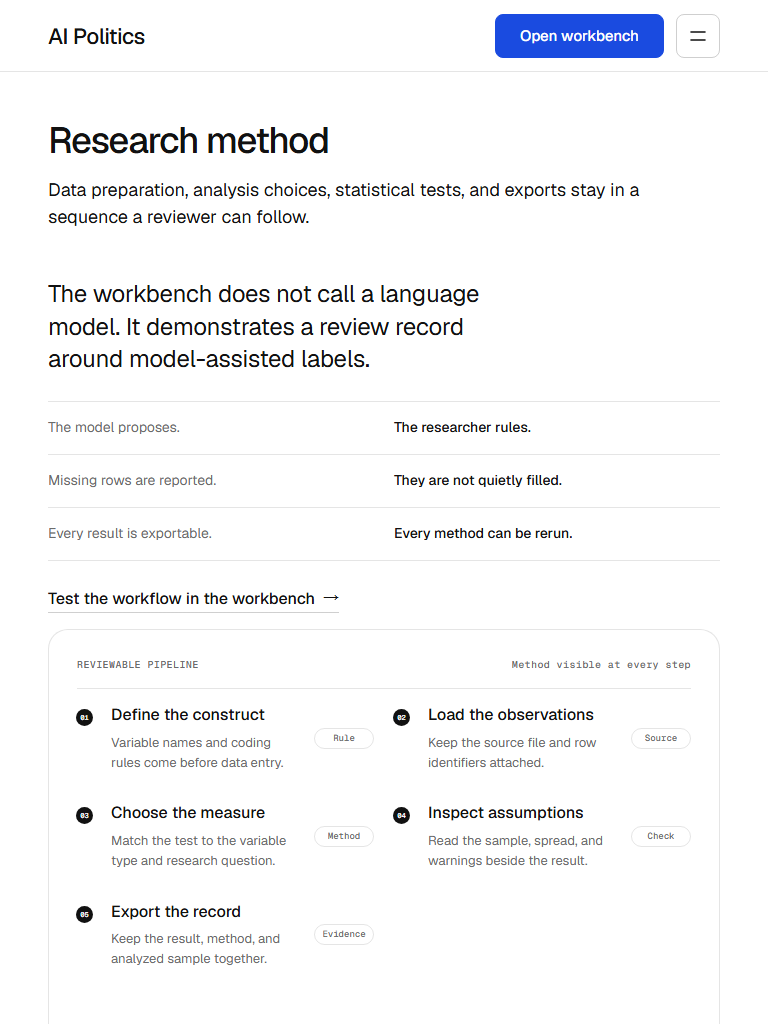 AI Politics
Open workbench
Research method
Data preparation, analysis choices, statistical tests, and exports stay in a
sequence a reviewer can follow.
The workbench does not call a language
model. It demonstrates a review record
around model-assisted labels.
The model proposes.
The researcher rules.
Missing rows are reported.
They are not quietly filled.
Every result is exportable.
Every method can be rerun.
Test the workflow in the workbench →
REVIEWABLE PIPELINE
Method visible at every step
01
Define the construct
Variable names and coding
rules come before data entry.
Rule
02
Load the observations
Keep the source file and row
identifiers attached.
Source
03
Choose the measure
Match the test to the variable
type and research question.
Method
04
Inspect assumptions
Read the sample, spread, and
warnings beside the result.
Check
05
Export the record
Keep the result, method, and
analyzed sample together.
Evidence